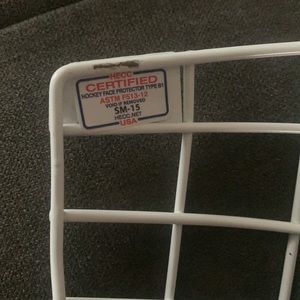 HECC
CERTIFIED
HOCKEY FACE PROTECTOR TYPE B1
ASTM F513-12
VOID IF REMOVED
SM-15
HECC.NET
USA